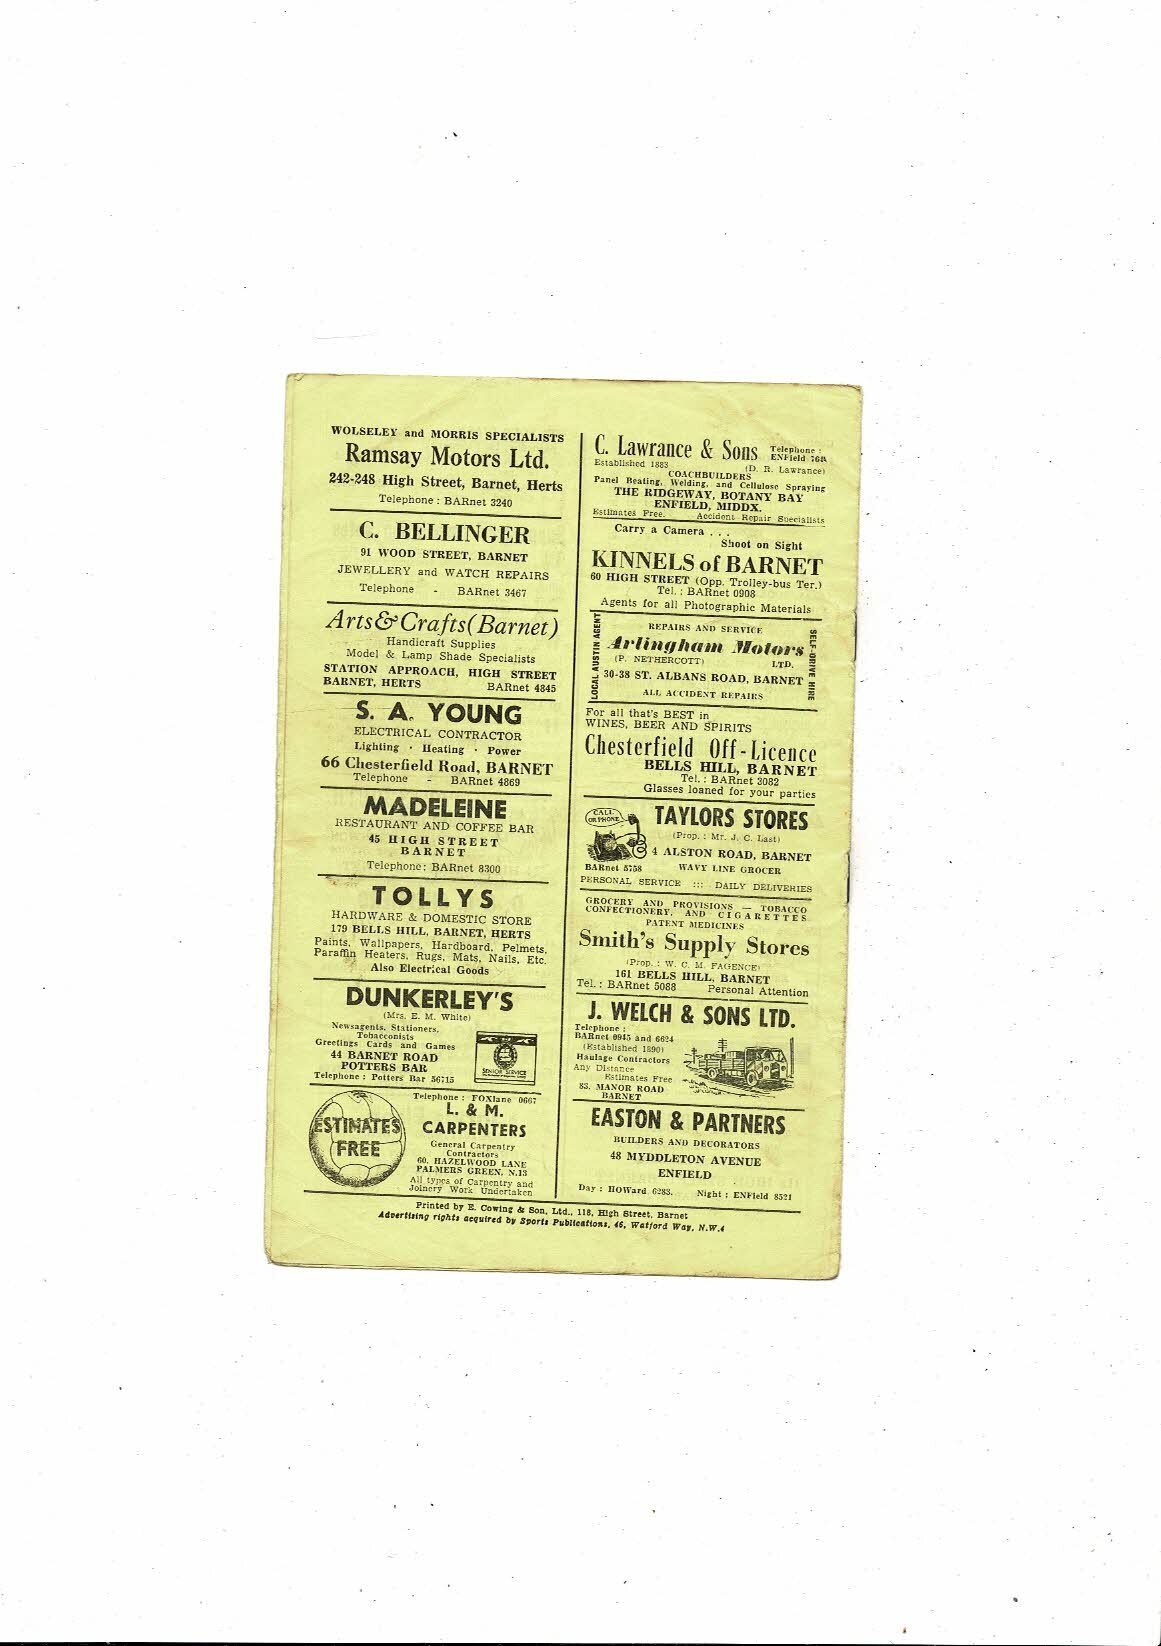 WOLSELEY and MORRIS SPECIALISTS
Ramsay Motors Ltd.
242-248 High Street, Barnet, Herts
Telephone : BARnet 3240
C. BELLINGER
91 WOOD STREET, BARNET
JEWELLERY and WATCH REPAIRS
Telephone - BARnet 3467
Arts & Crafts (Barnet)
Handicraft Supplies
Model & Lamp Shade Specialists
STATION APPROACH, HIGH STREET
BARNET, HERTS BARnet 4845
S. A. YOUNG
ELECTRICAL CONTRACTOR
Lighting · Heating · Power
66 Chesterfield Road, BARNET
Telephone - BARnet 4869
MADELEINE
RESTAURANT AND COFFEE BAR
45 HIGH STREET
BARNET
Telephone: BARnet 8300
TOLLYS
HARDWARE & DOMESTIC STORE
179 BELLS HILL, BARNET, HERTS
Paints, Wallpapers, Hardboard, Pelmets,
Paraffin Heaters, Rugs, Mats, Nails, Etc.
Also Electrical Goods
DUNKERLEY'S
(Mrs. E. M. White)
Newsagents, Stationers,
Tobacconists
Greetings Cards and Games
44 BARNET ROAD
POTTERS BAR
Telephone : Potters Bar 56715
SENIOR SERVICE
ESTIMATES
FREE
Telephone : FOXlane 0667
L. & M.
CARPENTERS
General Carpentry
Contractors
60, HAZELWOOD LANE
PALMERS GREEN, N.13
All types of Carpentry and
Joinery Work Undertaken
C. Lawrance & Sons
Telephone :
ENField
Established 1883 (D. R. Lawrance)
COACHBUILDERS
Panel Beating, Welding, and Cellulose Spraying
THE RIDGEWAY, BOTANY BAY
ENFIELD, MIDDX.
Estimates Free. Accident Repair Specialists
Carry a Camera . . .
Shoot on Sight
KINNELS of BARNET
60 HIGH STREET (Opp. Trolley-bus Ter.)
Tel. : BARnet 0908
Agents for all Photographic Materials
LOCAL AUSTIN AGENT
REPAIRS AND SERVICE
Arlingham Motors
(P. NETHERCOTT) LTD.
30-38 ST. ALBANS ROAD, BARNET
ALL ACCIDENT REPAIRS
SELF-DRIVE HIRE
For all that's BEST in
WINES, BEER AND SPIRITS
Chesterfield Off-Licence
BELLS HILL, BARNET
Tel. : BARnet 3082
Glasses loaned for your parties
CALL
OR PHONE
TAYLORS STORES
(Prop. : Mr. J. C. Last)
4 ALSTON ROAD, BARNET
BARnet 5758 WAVY LINE GROCER
PERSONAL SERVICE ::: DAILY DELIVERIES
GROCERY AND PROVISIONS — TOBACCO
CONFECTIONERY, AND CIGARETTES
PATENT MEDICINES
Smith's Supply Stores
(Prop. : W. C. M. FAGENCE)
161 BELLS HILL, BARNET
Tel. : BARnet 5088 Personal Attention
J. WELCH & SONS LTD.
Telephone :
BARnet 0945 and 6624
(Established 1890)
Haulage Contractors
Any Distance
Estimates Free
83, MANOR ROAD
BARNET
EASTON & PARTNERS
BUILDERS AND DECORATORS
48 MYDDLETON AVENUE
ENFIELD
Day : HOWard 6283. Night : ENField 8521
Printed by E. Cowing & Son, Ltd., 118, High Street, Barnet
Advertising rights acquired by Sports Publications, 46, Watford Way, N.W.4